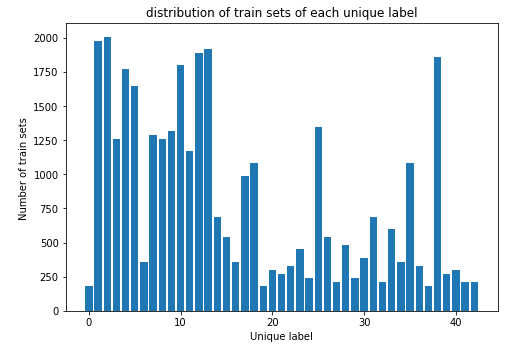 distribution of train sets of each unique label
Number of train sets
2000
1750
1500
1250
1000
750
500
250
0
0 10 20 30 40
Unique label